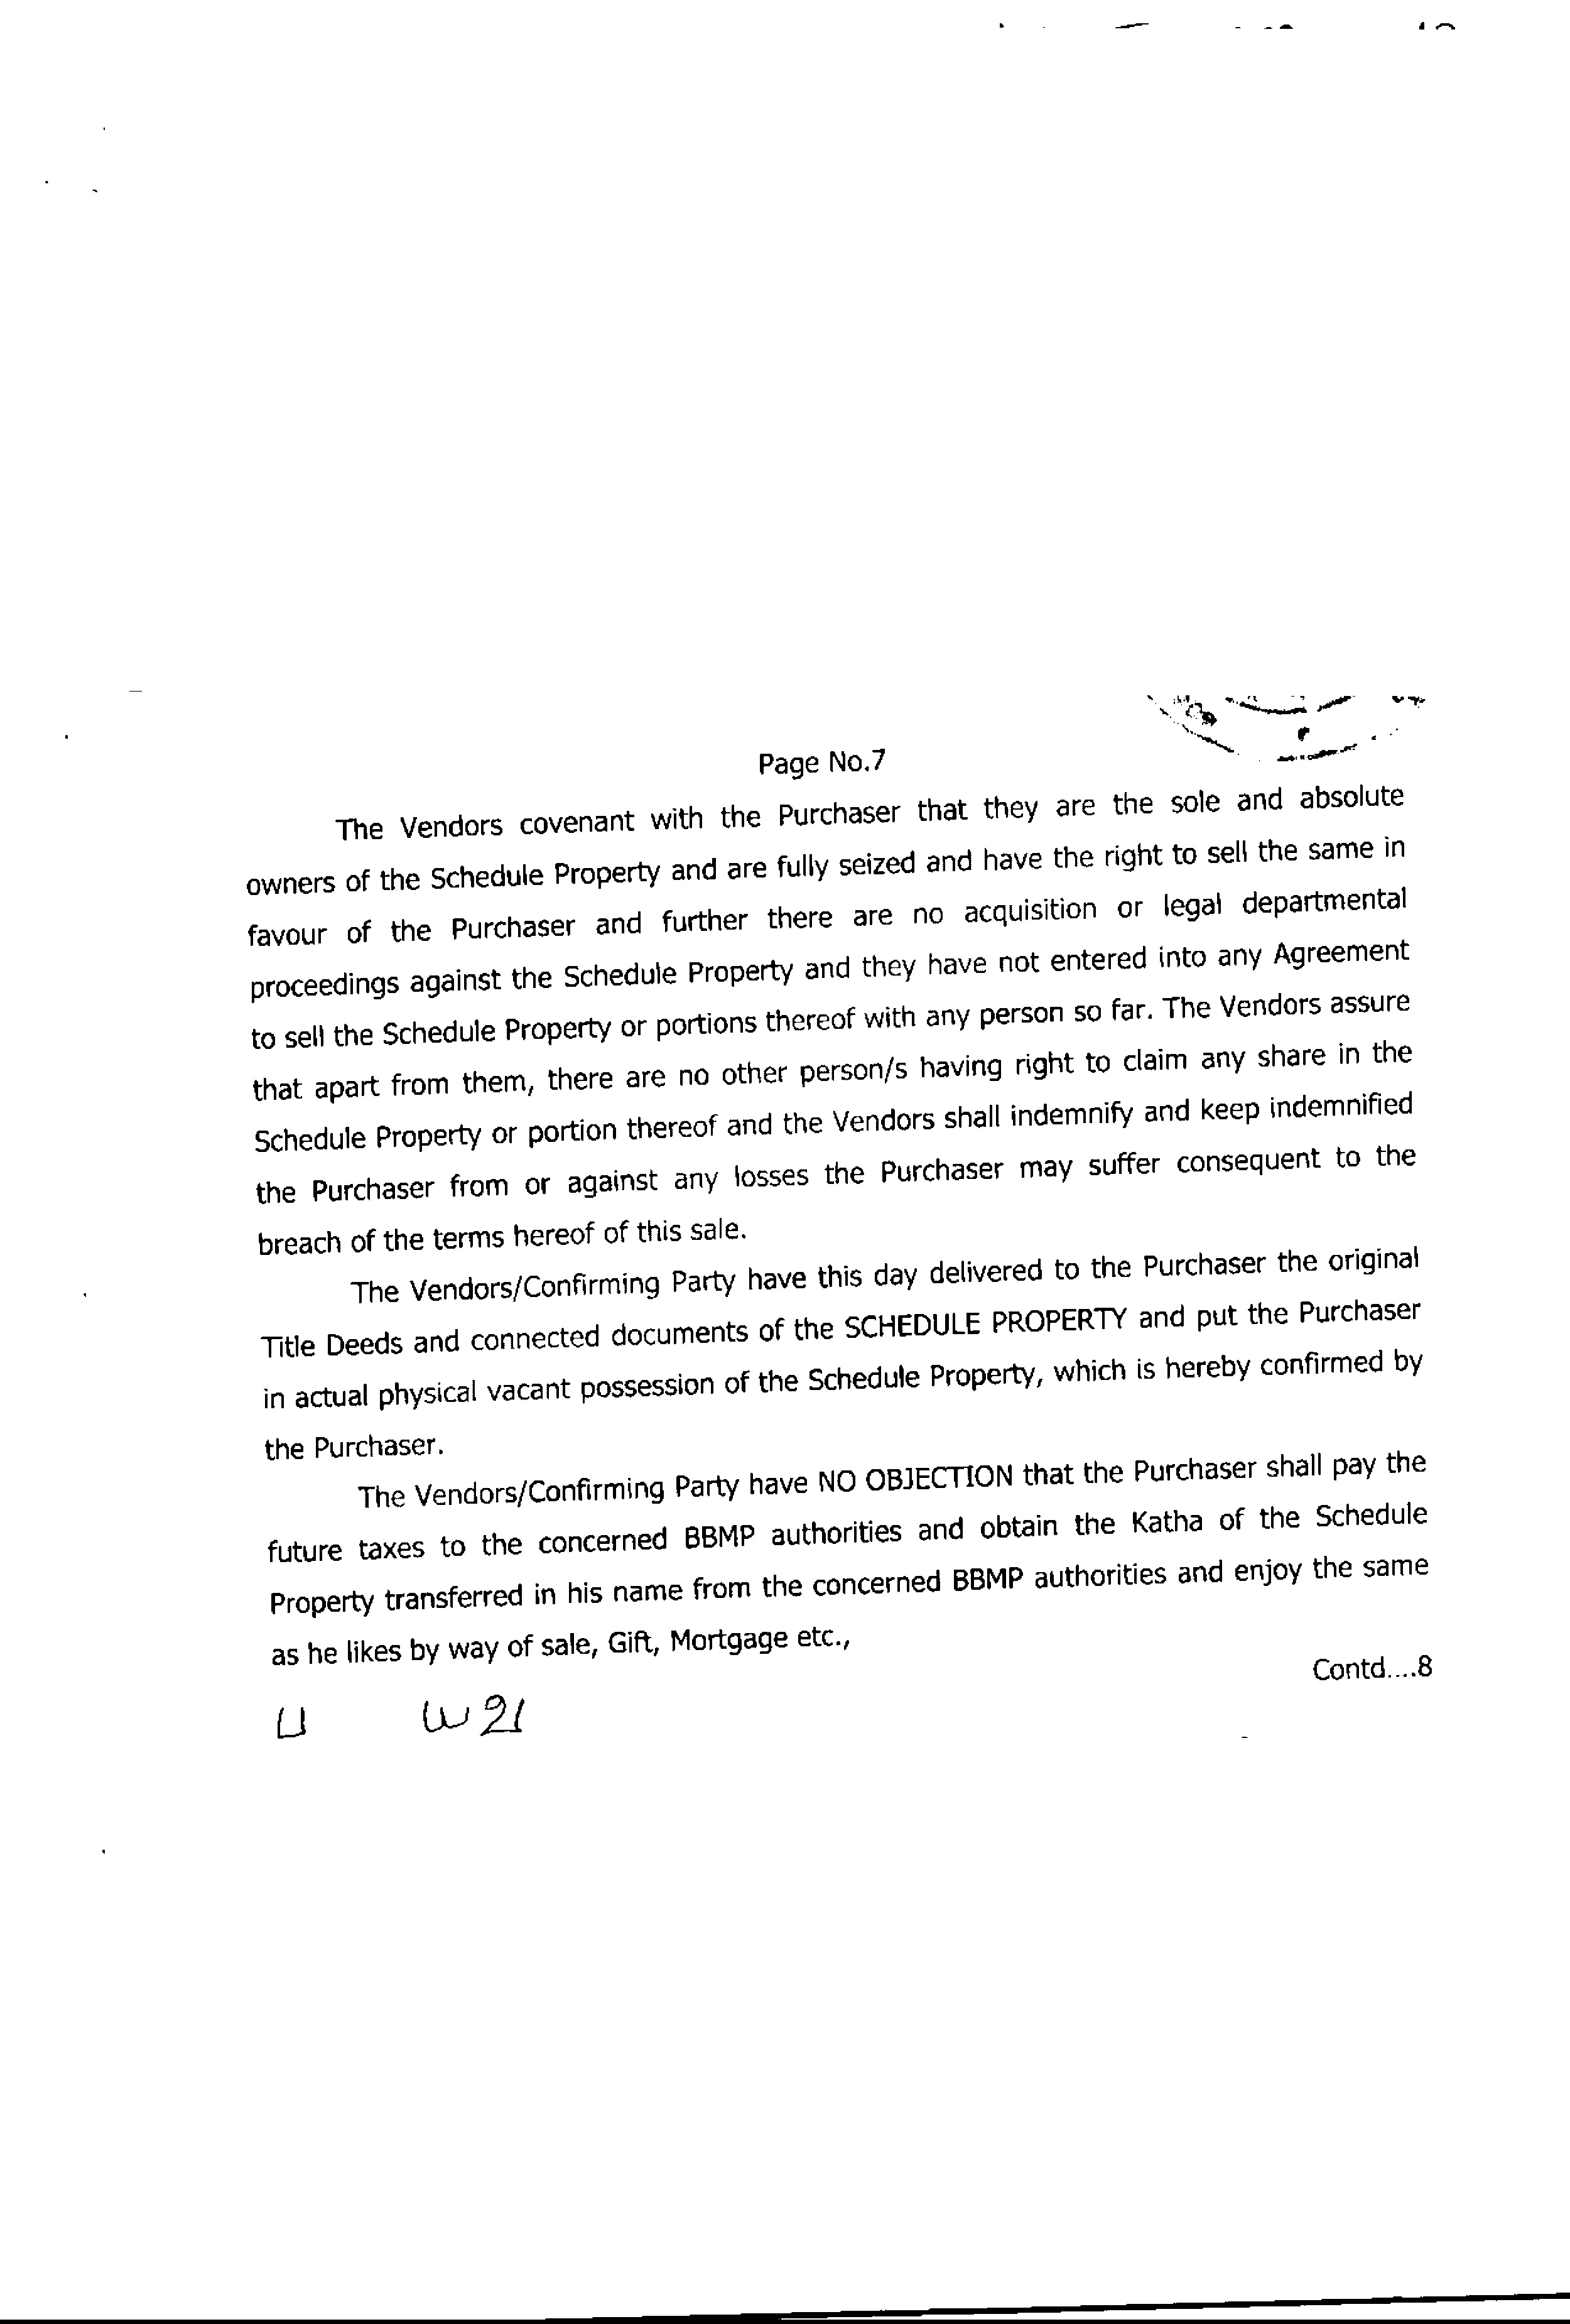 Page No.7
The Vendors covenant with the Purchaser that they are the sole and absolute
owners of the Schedule Property and are fully seized and have the right to sell the same in
favour of the Purchaser and further there are no acquisition or legal departmental
proceedings against the Schedule Property and they have not entered into any Agreement
to sell the Schedule Property or portions thereof with any person so far. The Vendors assure
that apart from them, there are no other person/s having right to claim any share in the
Schedule Property or portion thereof and the Vendors shall indemnify and keep indemnified
the Purchaser from or against any losses the Purchaser may suffer consequent to the
breach of the terms hereof of this sale.
The Vendors/Confirming Party have this day delivered to the Purchaser the original
Title Deeds and connected documents of the SCHEDULE PROPERTY and put the Purchaser
in actual physical vacant possession of the Schedule Property, which is hereby confirmed by
the Purchaser.
The Vendors/Confirming Party have NO OBJECTION that the Purchaser shall pay the
future taxes to the concerned BBMP authorities and obtain the Katha of the Schedule
Property transferred in his name from the concerned BBMP authorities and enjoy the same
as he likes by way of sale, Gift, Mortgage etc.,
Contd....8